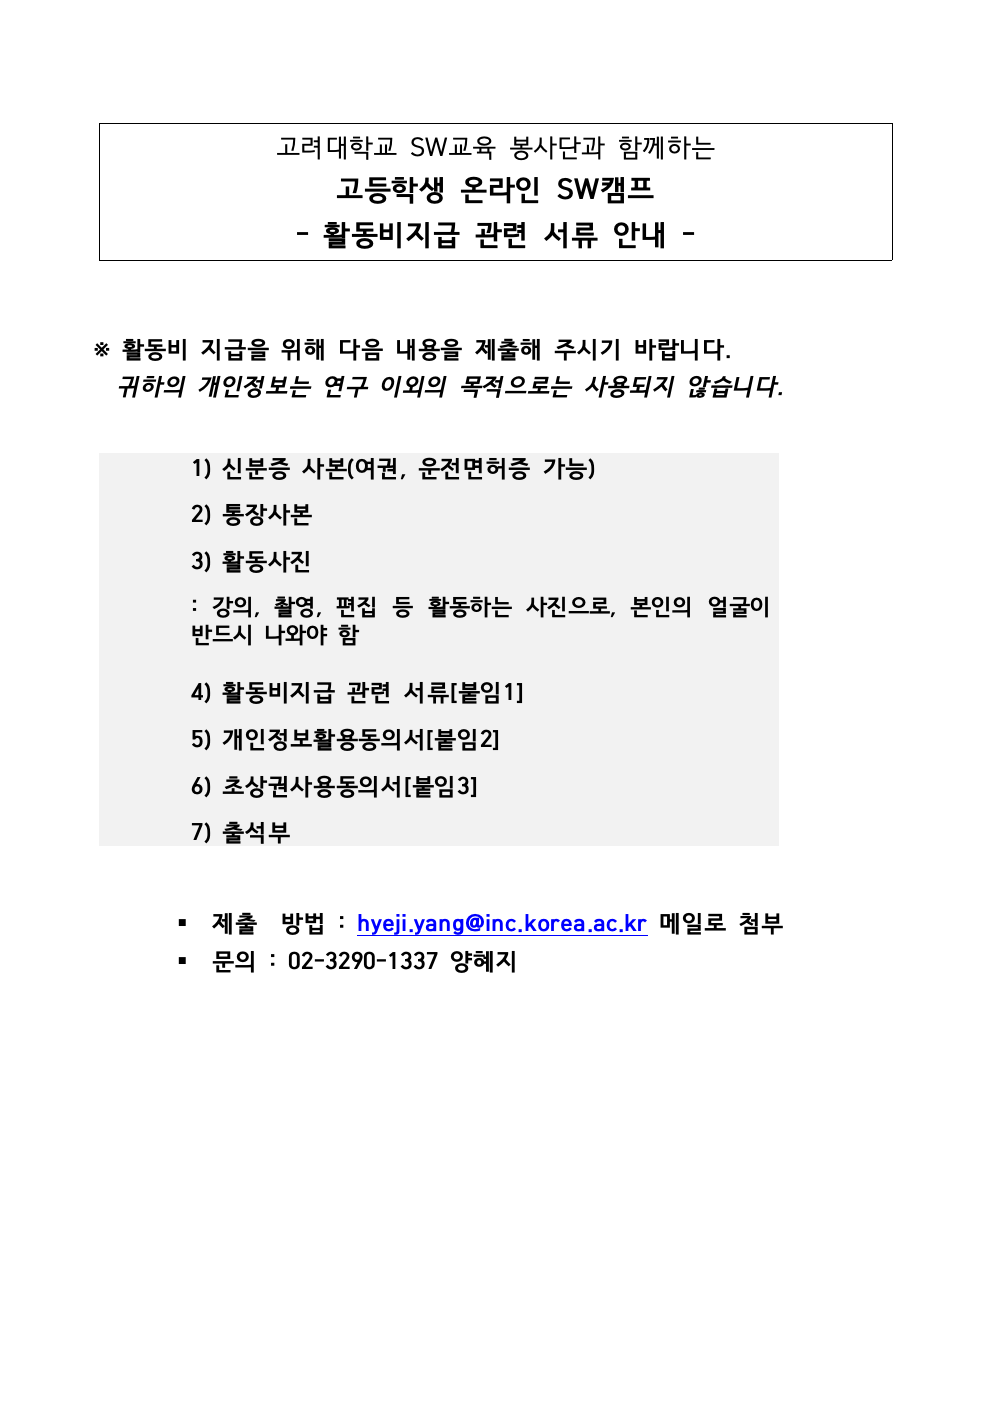 고려대학교 SW교육 봉사단과 함께하는
고등학생 온라인 SW캠프
- 활동비지급 관련 서류 안내 -
※ 활동비 지급을 위해 다음 내용을 제출해 주시기 바랍니다.
귀하의 개인정보는 연구 이외의 목적으로는 사용되지 않습니다.
1) 신분증 사본(여권, 운전면허증 가능)
2) 통장사본
3) 활동사진
: 강의, 촬영, 편집 등 활동하는 사진으로, 본인의 얼굴이
반드시 나와야 함
4) 활동비지급 관련 서류[붙임1]
5) 개인정보활용동의서[붙임2]
6) 초상권사용동의서[붙임3]
7) 출석부
▪ 제출 방법 : hyeji.yang@inc.korea.ac.kr 메일로 첨부
▪ 문의 : 02-3290-1337 양혜지